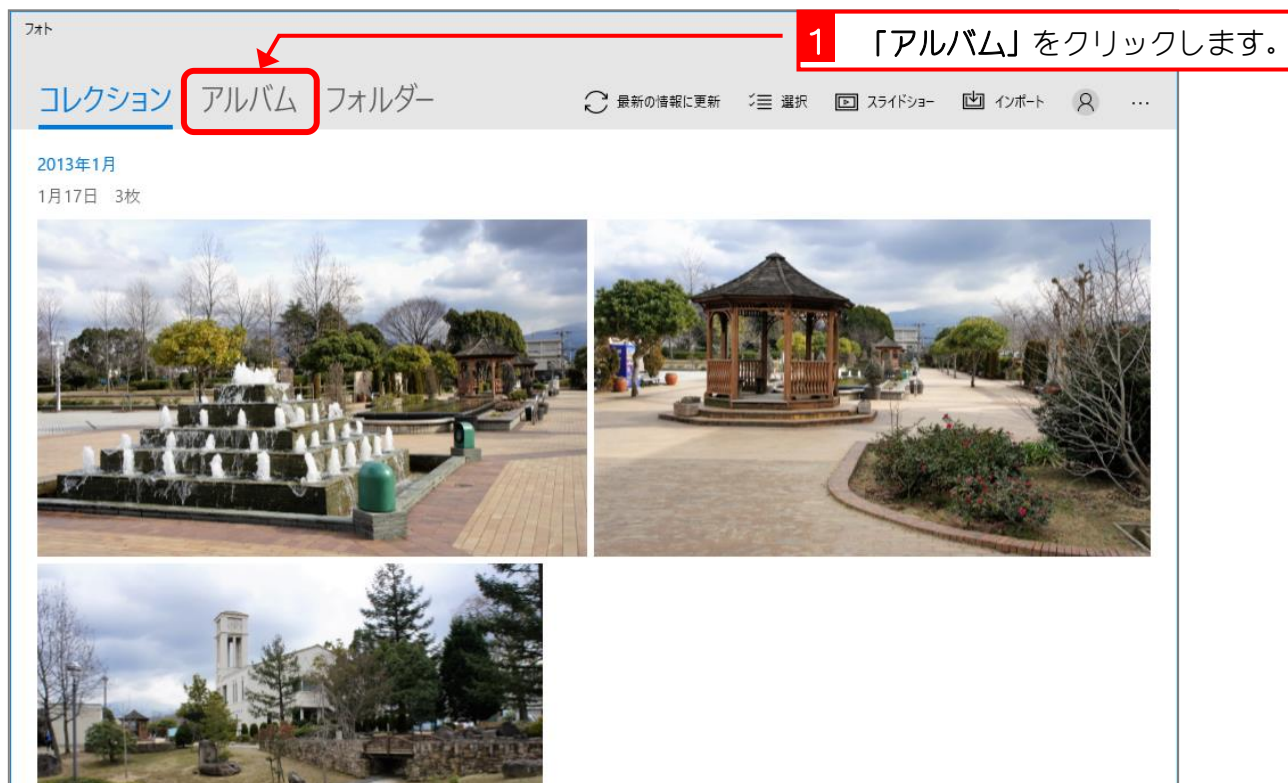 フォト
1 「アルバム」をクリックします。
コレクション アルバム フォルダー 最新の情報に更新 選択 スライドショー インポート …
2013年1月
1月17日 3枚